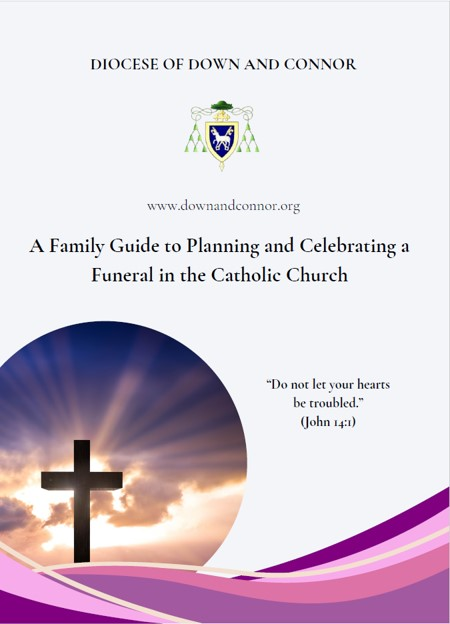 DIOCESE OF DOWN AND CONNOR
www.downandconnor.org
A Family Guide to Planning and Celebrating a
Funeral in the Catholic Church
“Do not let your hearts
be troubled.”
(John 14:1)